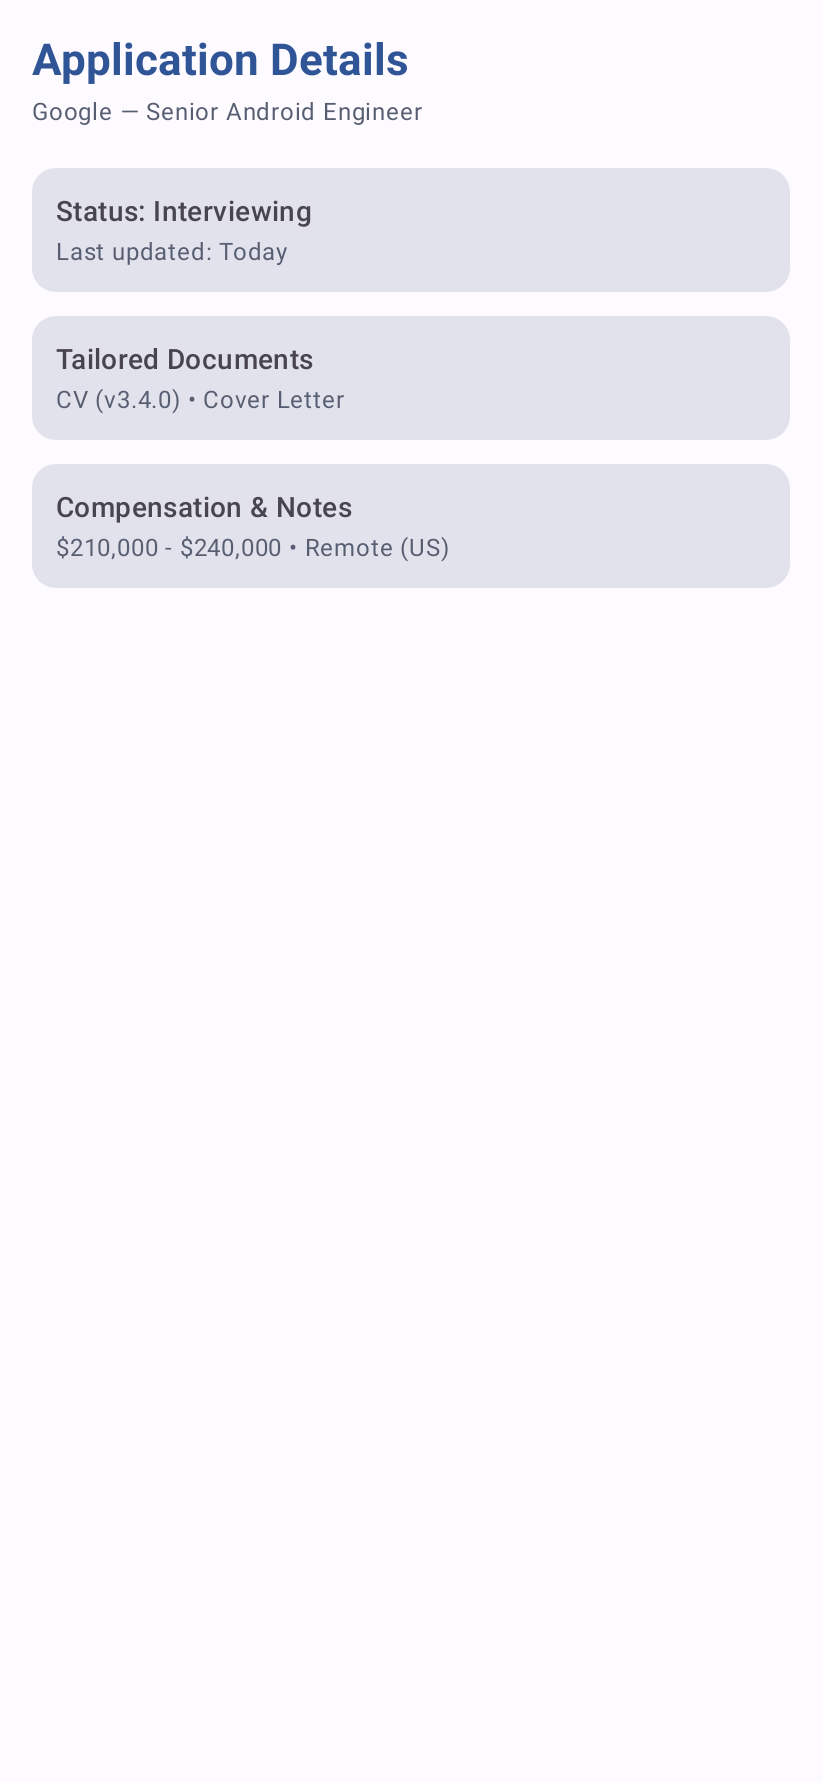 Application Details
Google — Senior Android Engineer
Status: Interviewing
Last updated: Today
Tailored Documents
CV (v3.4.0) • Cover Letter
Compensation & Notes
$210,000 - $240,000 • Remote (US)